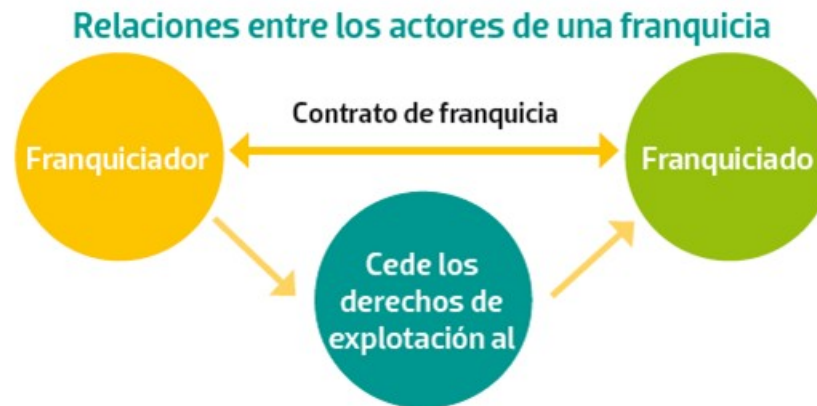 Relaciones entre los actores de una franquicia
Contrato de franquicia
Franquiciador
Franquiciado
Cede los
derechos de
explotación al